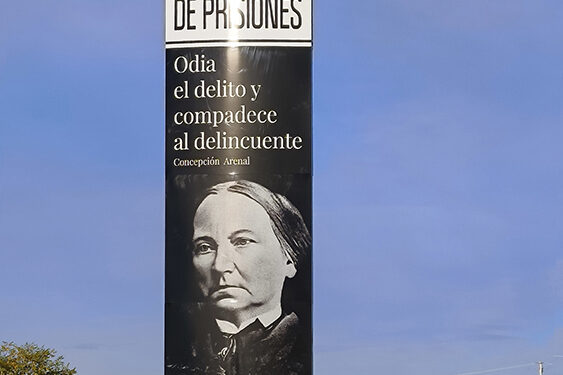 DE PRISIONES
Odia
el delito y
compadece
al delincuente
Concepción Arenal